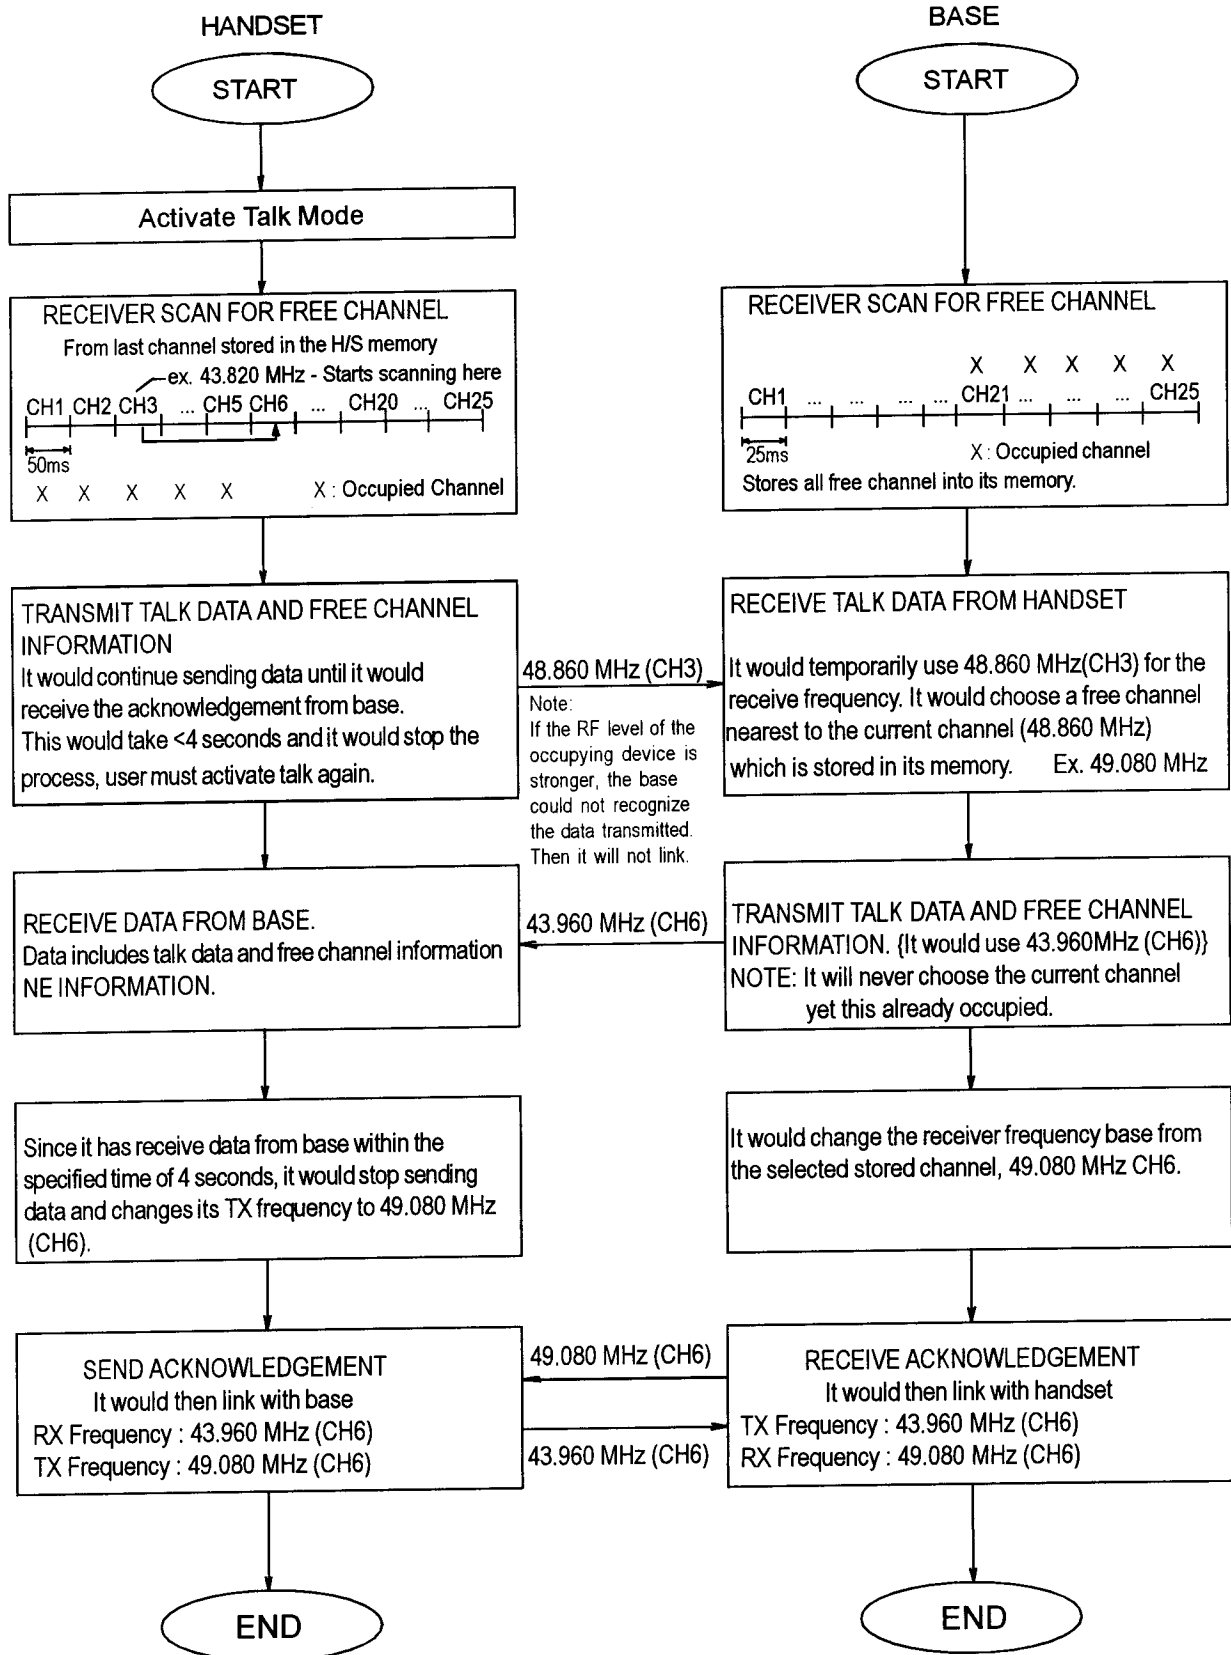 HANDSET
START
Activate Talk Mode
RECEIVER SCAN FOR FREE CHANNEL
From last channel stored in the H/S memory
ex. 43.820 MHz - Starts scanning here
CH1 CH2 CH3 ... CH5 CH6 ... CH20 ... CH25
50ms
X X X X X X : Occupied Channel
TRANSMIT TALK DATA AND FREE CHANNEL
INFORMATION
It would continue sending data until it would
receive the acknowledgement from base.
This would take <4 seconds and it would stop the
process, user must activate talk again.
RECEIVE DATA FROM BASE.
Data includes talk data and free channel information
NE INFORMATION.
Since it has receive data from base within the
specified time of 4 seconds, it would stop sending
data and changes its TX frequency to 49.080 MHz
(CH6).
SEND ACKNOWLEDGEMENT
It would then link with base
RX Frequency : 43.960 MHz (CH6)
TX Frequency : 49.080 MHz (CH6)
END
48.860 MHz (CH3)
Note:
If the RF level of the
occupying device is
stronger, the base
could not recognize
the data transmitted.
Then it will not link.
43.960 MHz (CH6)
49.080 MHz (CH6)
43.960 MHz (CH6)
BASE
START
RECEIVER SCAN FOR FREE CHANNEL
X X X X X
CH1 ... ... ... ... CH21 ... ... ... CH25
25ms
X : Occupied channel
Stores all free channel into its memory.
RECEIVE TALK DATA FROM HANDSET
It would temporarily use 48.860 MHz(CH3) for the
receive frequency. It would choose a free channel
nearest to the current channel (48.860 MHz)
which is stored in its memory. Ex. 49.080 MHz
TRANSMIT TALK DATA AND FREE CHANNEL
INFORMATION. {It would use 43.960MHz (CH6)}
NOTE: It will never choose the current channel
yet this already occupied.
It would change the receiver frequency base from
the selected stored channel, 49.080 MHz CH6.
RECEIVE ACKNOWLEDGEMENT
It would then link with handset
TX Frequency : 43.960 MHz (CH6)
RX Frequency : 49.080 MHz (CH6)
END